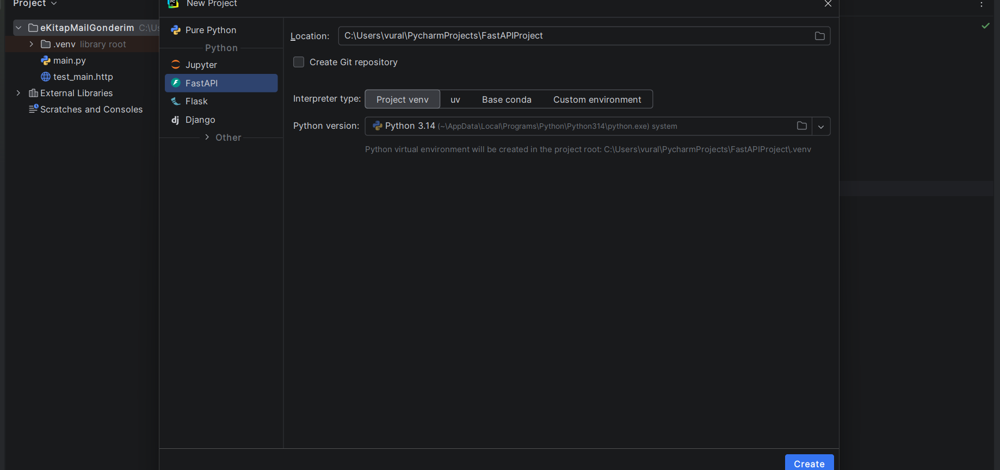 Project
eKitapMailGonderim C:\Us
.venv library root
main.py
test_main.http
External Libraries
Scratches and Consoles
New Project
Pure Python
Python
Jupyter
FastAPI
Flask
dj Django
Other
Location: C:\Users\vural\PycharmProjects\FastAPIProject
Create Git repository
Interpreter type: Project venv uv Base conda Custom environment
Python version: Python 3.14 (~\AppData\Local\Programs\Python\Python314\python.exe) system
Python virtual environment will be created in the project root: C:\Users\vural\PycharmProjects\FastAPIProject\.venv
Create